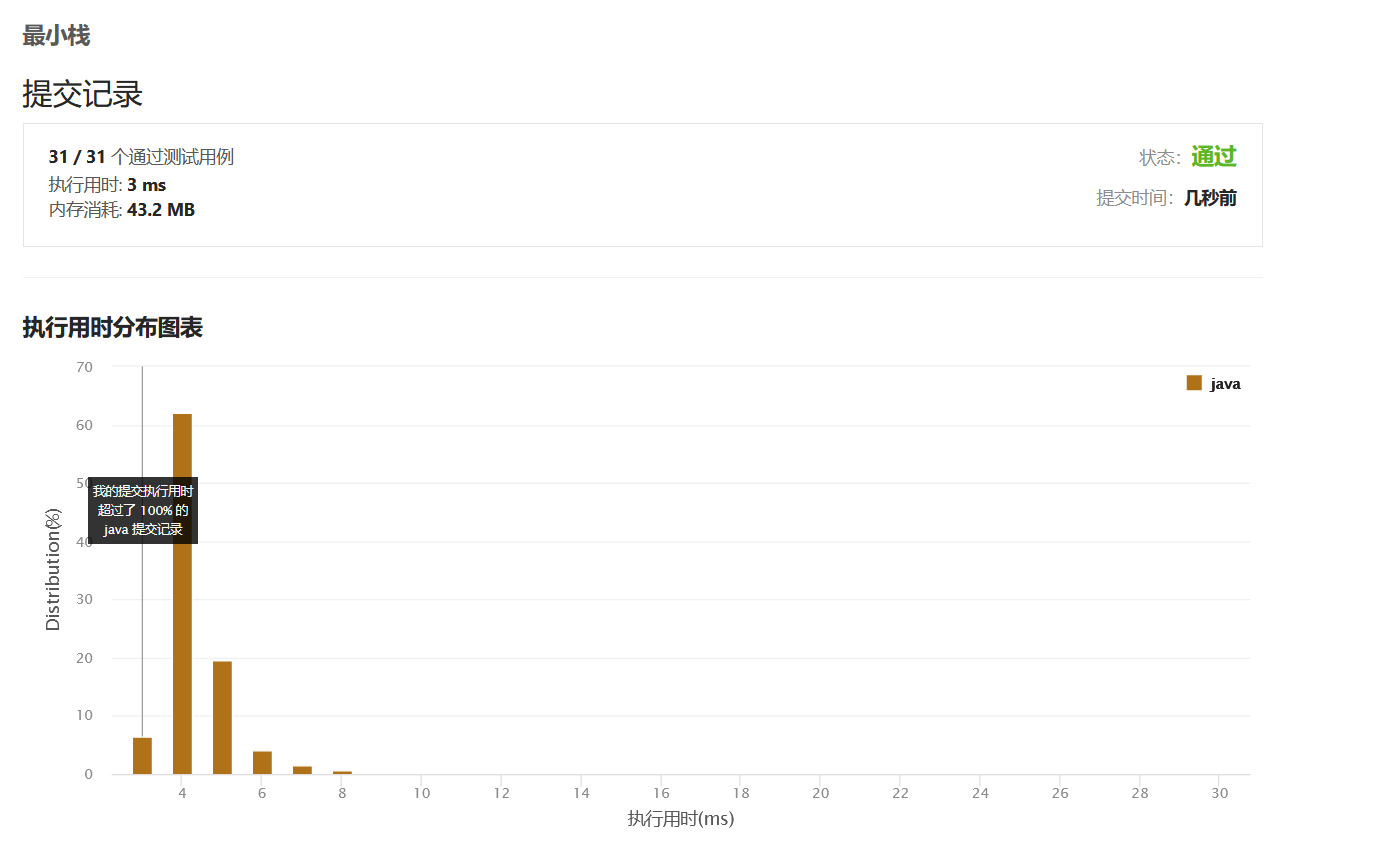 最小栈
提交记录
31 / 31 个通过测试用例
状态：通过
执行用时: 3 ms
提交时间：几秒前
内存消耗: 43.2 MB
执行用时分布图表
java
70
60
50
40
30
20
10
0
Distribution(%)
我的提交执行用时
超过了 100% 的
java 提交记录
4 6 8 10 12 14 16 18 20 22 24 26 28 30
执行用时(ms)